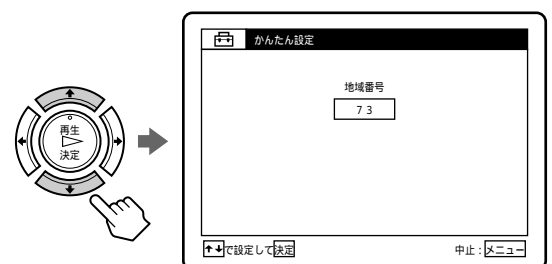 かんたん設定
地域番号
73
再生
決定
↑↓で設定して決定
中止：メニュー